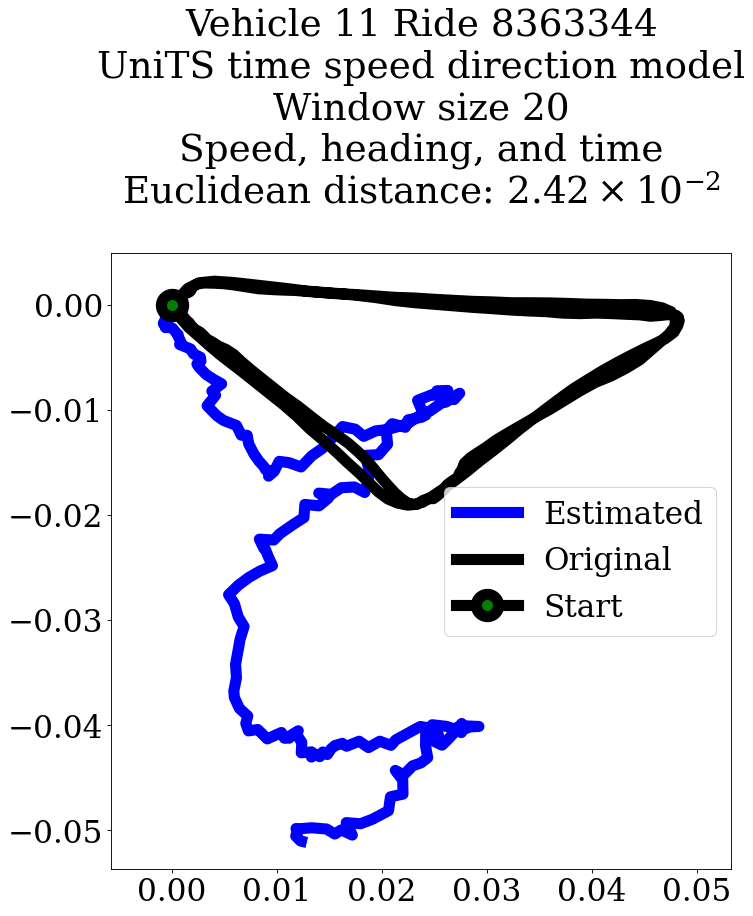 Vehicle 11 Ride 8363344
UniTS time speed direction model
Window size 20
Speed, heading, and time
Euclidean distance: 2.42 × 10⁻²
0.00
−0.01
−0.02
−0.03
−0.04
−0.05
Estimated
Original
Start
0.00 0.01 0.02 0.03 0.04 0.05